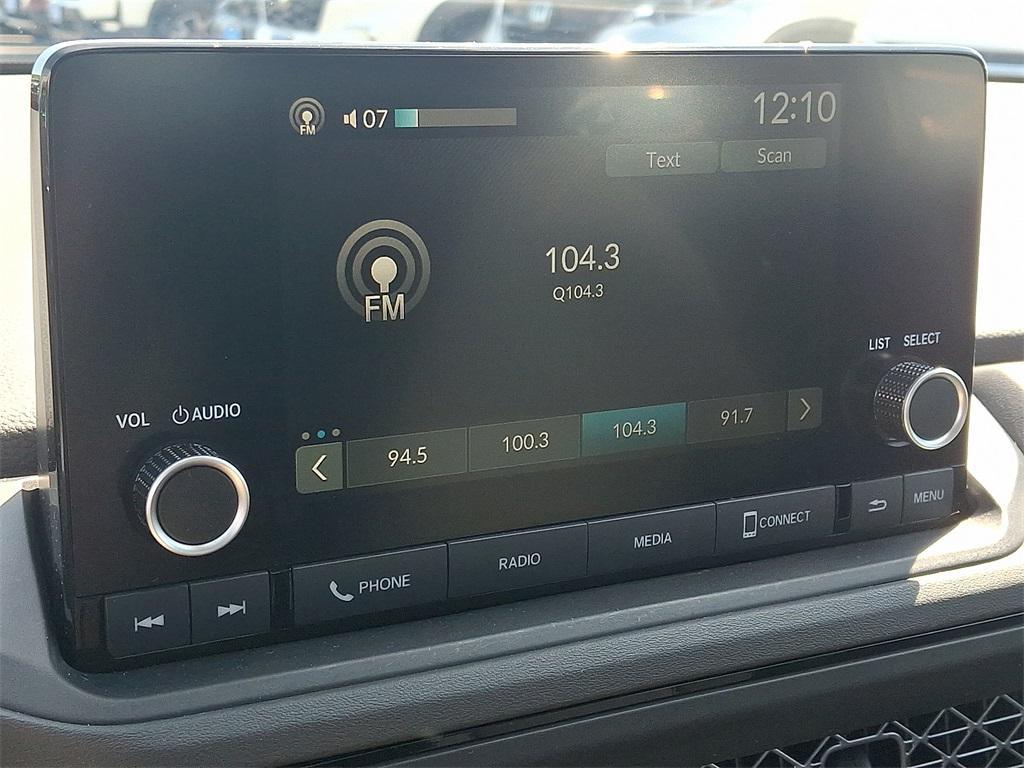 FM 07 12:10
Text Scan
104.3
Q104.3
FM
LIST SELECT
VOL AUDIO
94.5 100.3 104.3 91.7
PHONE RADIO MEDIA CONNECT MENU